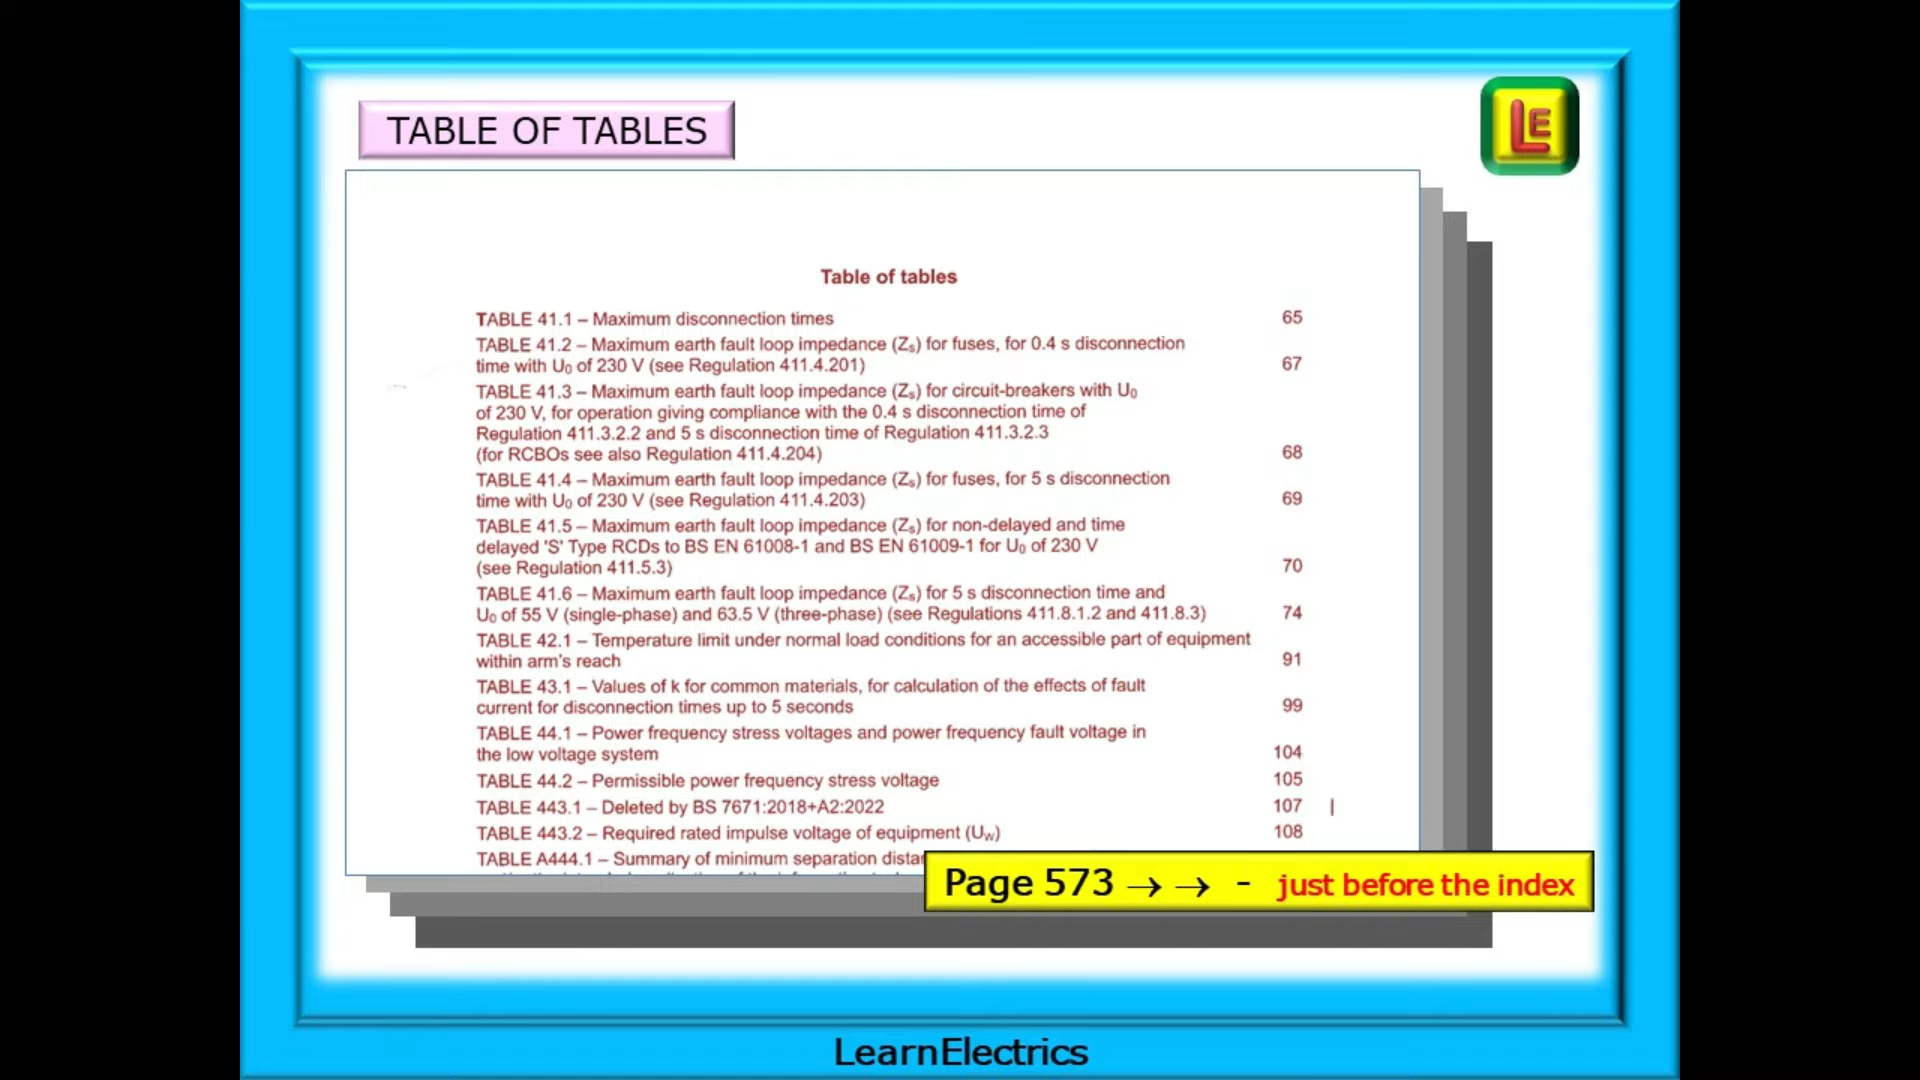 TABLE OF TABLES
LE
Table of tables
TABLE 41.1 – Maximum disconnection times 65
TABLE 41.2 – Maximum earth fault loop impedance (Zs) for fuses, for 0.4 s disconnection
time with U0 of 230 V (see Regulation 411.4.201) 67
TABLE 41.3 – Maximum earth fault loop impedance (Zs) for circuit-breakers with U0
of 230 V, for operation giving compliance with the 0.4 s disconnection time of
Regulation 411.3.2.2 and 5 s disconnection time of Regulation 411.3.2.3
(for RCBOs see also Regulation 411.4.204) 68
TABLE 41.4 – Maximum earth fault loop impedance (Zs) for fuses, for 5 s disconnection
time with U0 of 230 V (see Regulation 411.4.203) 69
TABLE 41.5 – Maximum earth fault loop impedance (Zs) for non-delayed and time
delayed 'S' Type RCDs to BS EN 61008-1 and BS EN 61009-1 for U0 of 230 V
(see Regulation 411.5.3) 70
TABLE 41.6 – Maximum earth fault loop impedance (Zs) for 5 s disconnection time and
U0 of 55 V (single-phase) and 63.5 V (three-phase) (see Regulations 411.8.1.2 and 411.8.3) 74
TABLE 42.1 – Temperature limit under normal load conditions for an accessible part of equipment
within arm's reach 91
TABLE 43.1 – Values of k for common materials, for calculation of the effects of fault
current for disconnection times up to 5 seconds 99
TABLE 44.1 – Power frequency stress voltages and power frequency fault voltage in
the low voltage system 104
TABLE 44.2 – Permissible power frequency stress voltage 105
TABLE 443.1 – Deleted by BS 7671:2018+A2:2022 107 |
TABLE 443.2 – Required rated impulse voltage of equipment (Uw) 108
TABLE A444.1 – Summary of minimum separation
Page 573 → → - just before the index
LearnElectrics